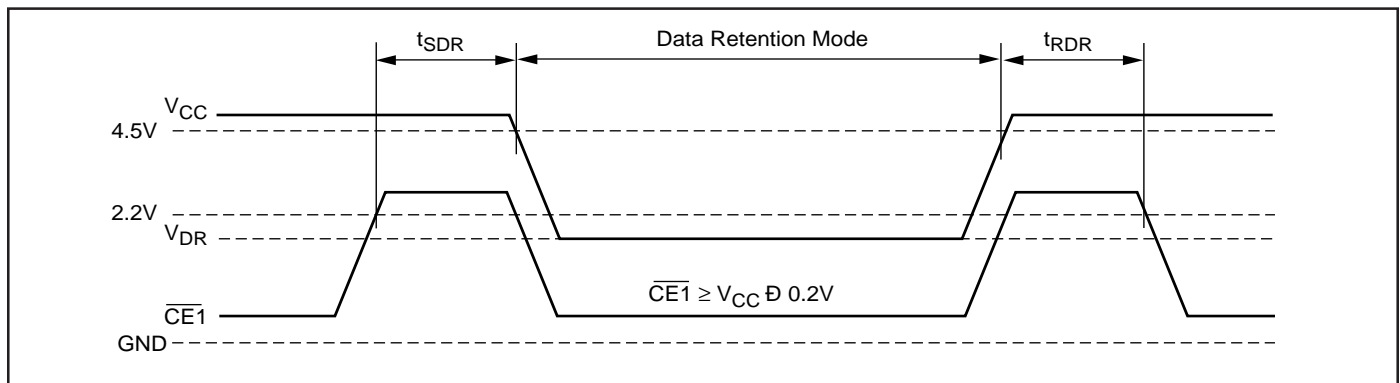 tSDR Data Retention Mode tRDR
VCC
4.5V
2.2V
VDR
CE1 ≥ VCC Ð 0.2V
CE1
GND